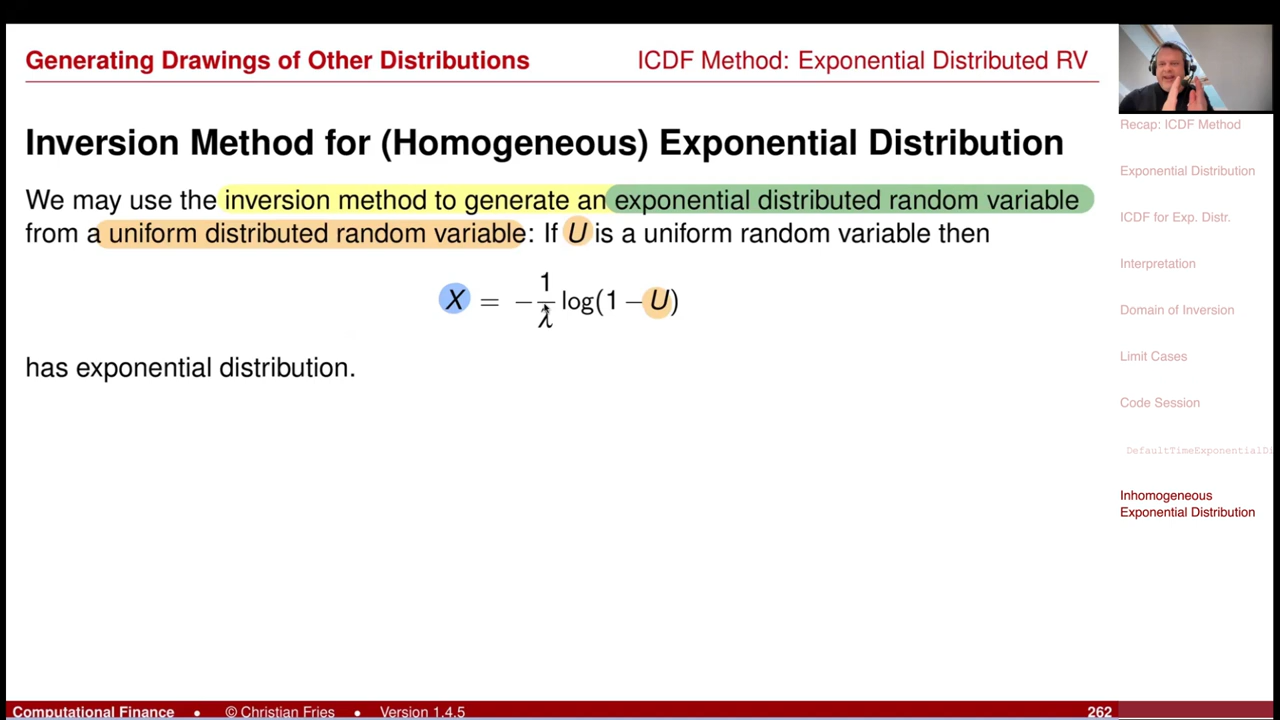 Generating Drawings of Other Distributions
ICDF Method: Exponential Distributed RV
Inversion Method for (Homogeneous) Exponential Distribution
We may use the inversion method to generate an exponential distributed random variable
from a uniform distributed random variable: If U is a uniform random variable then
X = −1/λ log(1 − U)
has exponential distribution.
Recap: ICDF Method
Exponential Distribution
ICDF for Exp. Distr.
Interpretation
Domain of Inversion
Limit Cases
Code Session
DefaultTimeExponentialDi
Inhomogeneous
Exponential Distribution
Computational Finance • © Christian Fries • Version 1.4.5
262